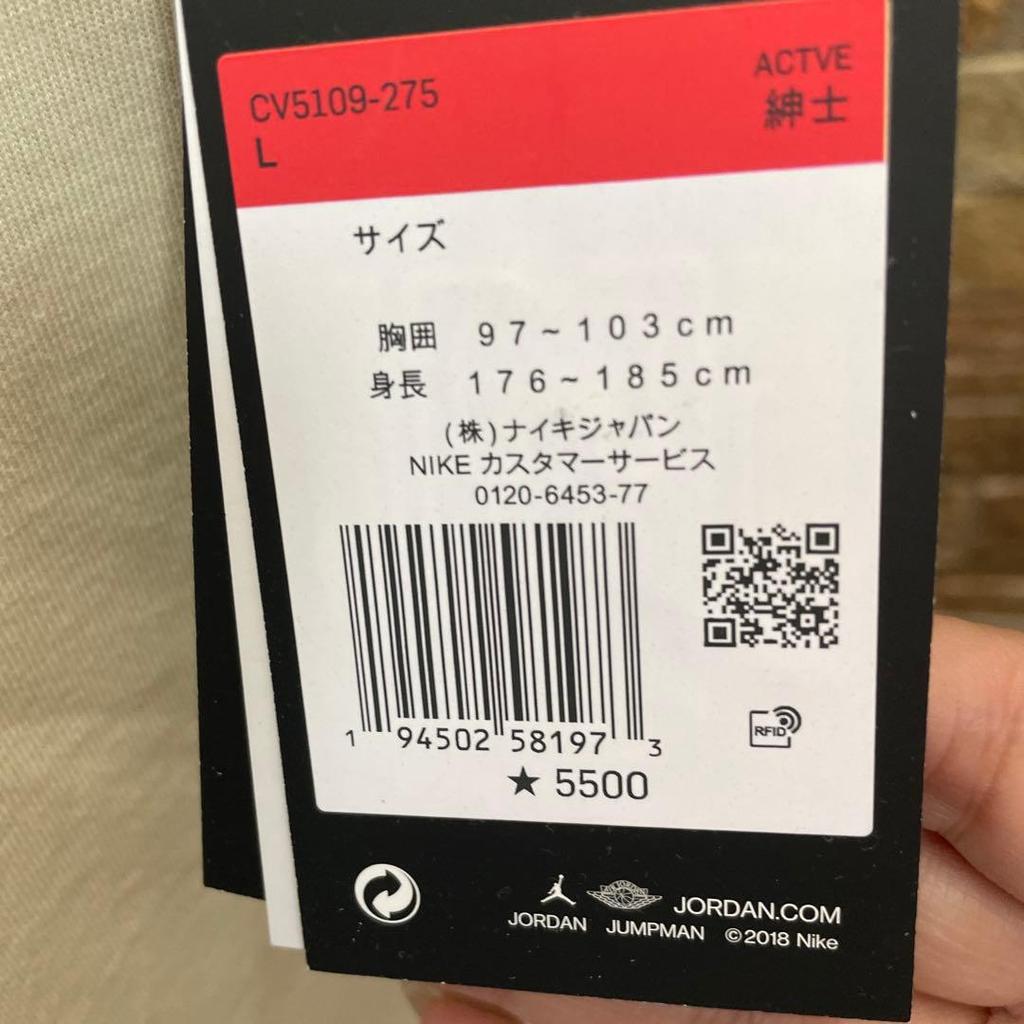 CV5109-275 ACTVE
L 紳士
サイズ
胸囲 97~103cm
身長 176~185cm
(株)ナイキジャパン
NIKE カスタマーサービス
0120-6453-77
1 94502 58197 3
RFID
★ 5500
AIR JORDAN
JORDAN.COM
JORDAN JUMPMAN ©2018 Nike